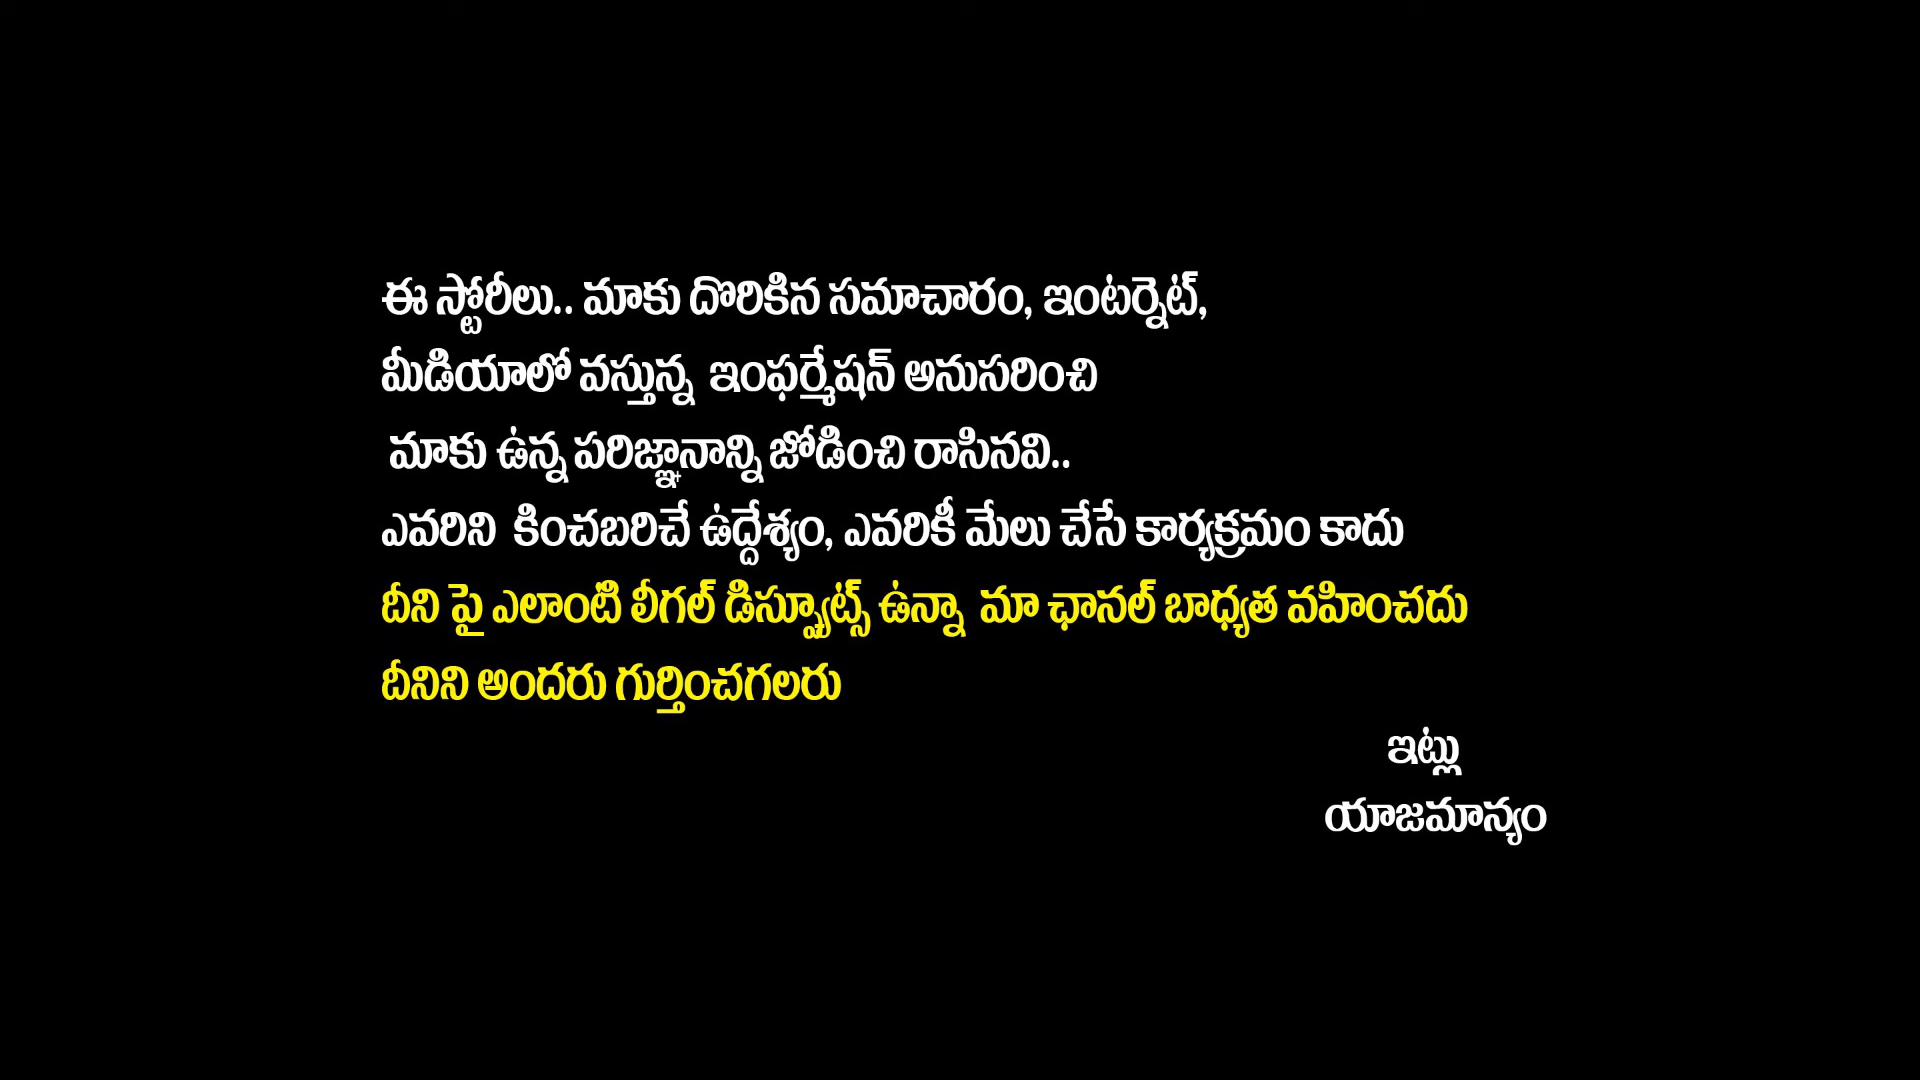 ఈ స్టోరీలు.. మాకు దొరికిన సమాచారం, ఇంటర్నెట్,
మీడియాలో వస్తున్న ఇంఫర్మేషన్ అనుసరించి
మాకు ఉన్న పరిజ్ఞానాన్ని జోడించి రాసినవి..
ఎవరిని కించబరిచే ఉద్దేశ్యం, ఎవరికీ మేలు చేసే కార్యక్రమం కాదు
దీని పై ఎలాంటి లీగల్ డిస్ప్యూట్స్ ఉన్నా మా ఛానల్ బాధ్యత వహించదు
దీనిని అందరు గుర్తించగలరు
ఇట్లు
యాజమాన్యం